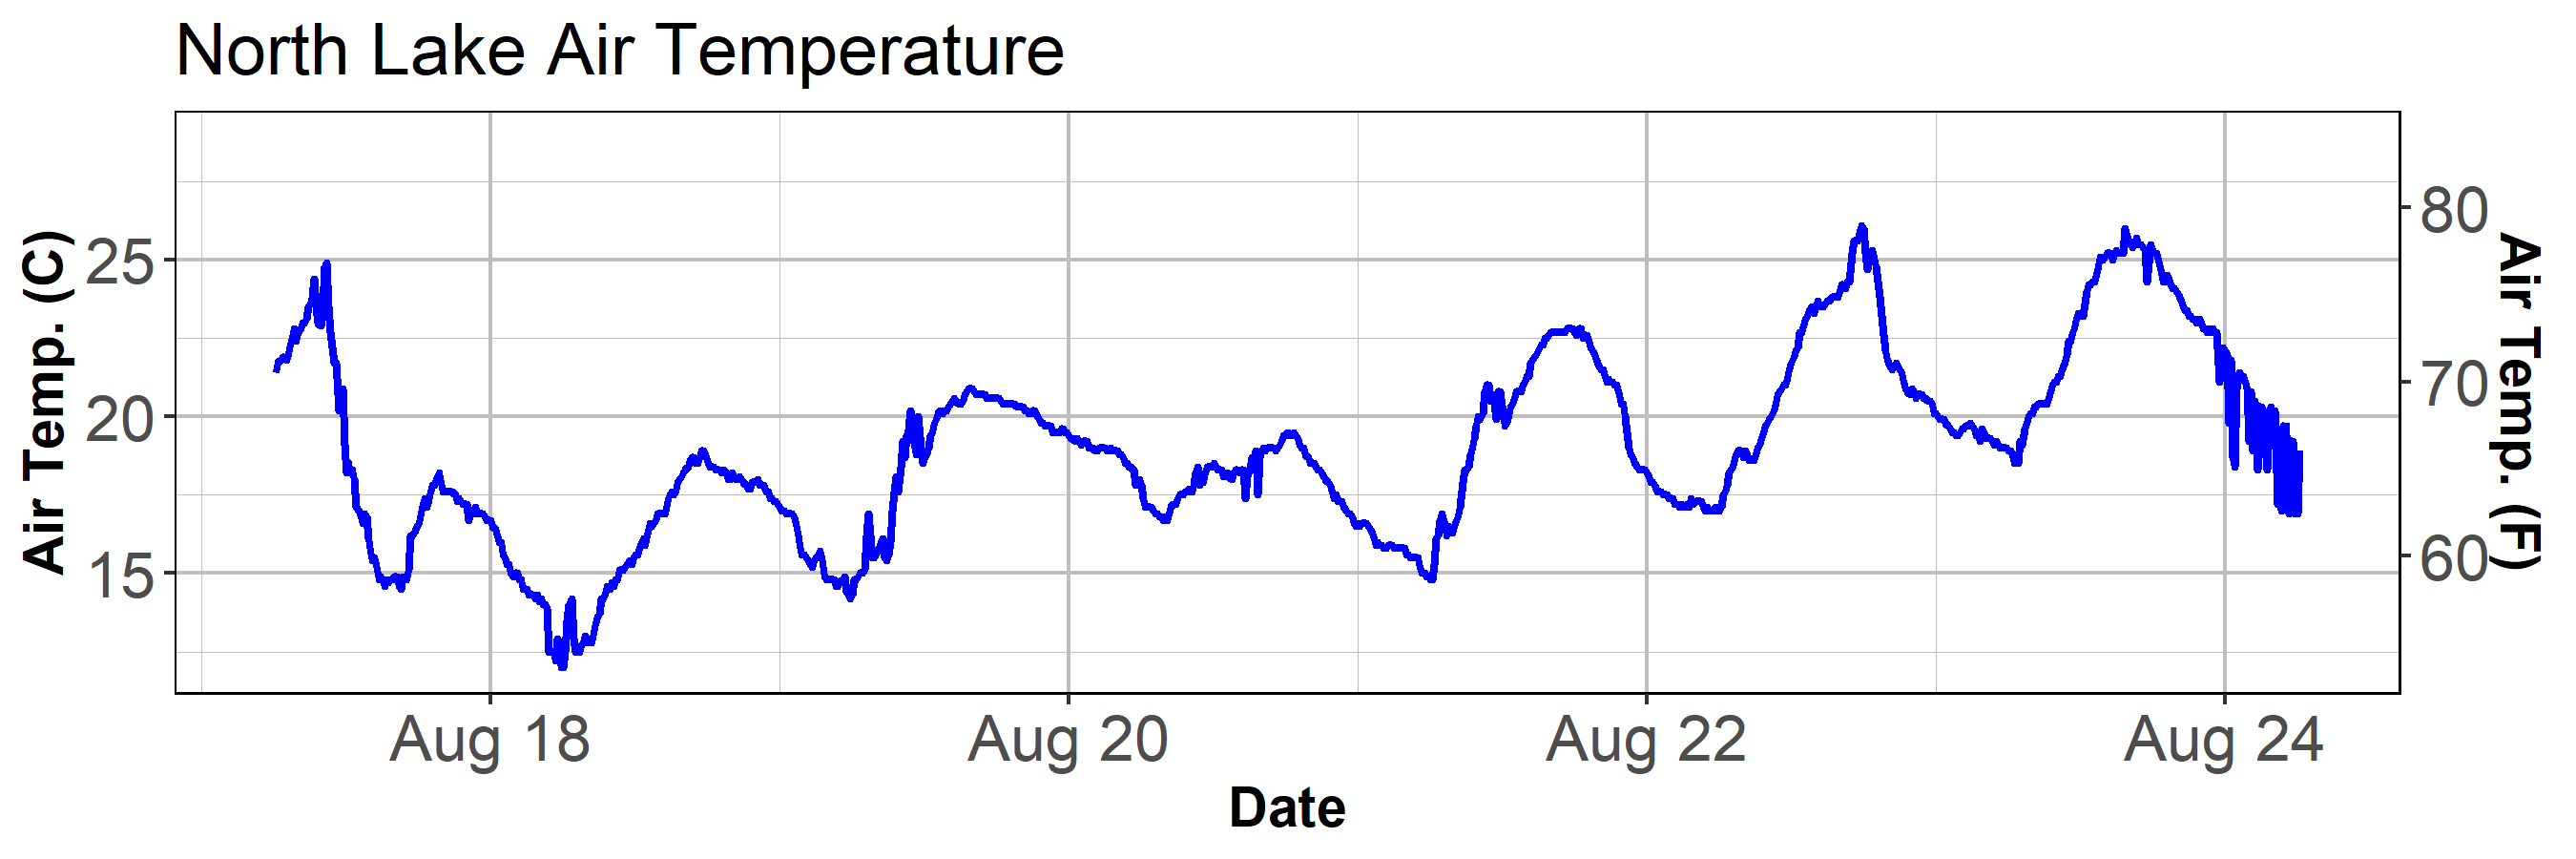 North Lake Air Temperature
Air Temp. (C)
25
20
15
80
70
60
Air Temp. (F)
Aug 18
Aug 20
Aug 22
Aug 24
Date